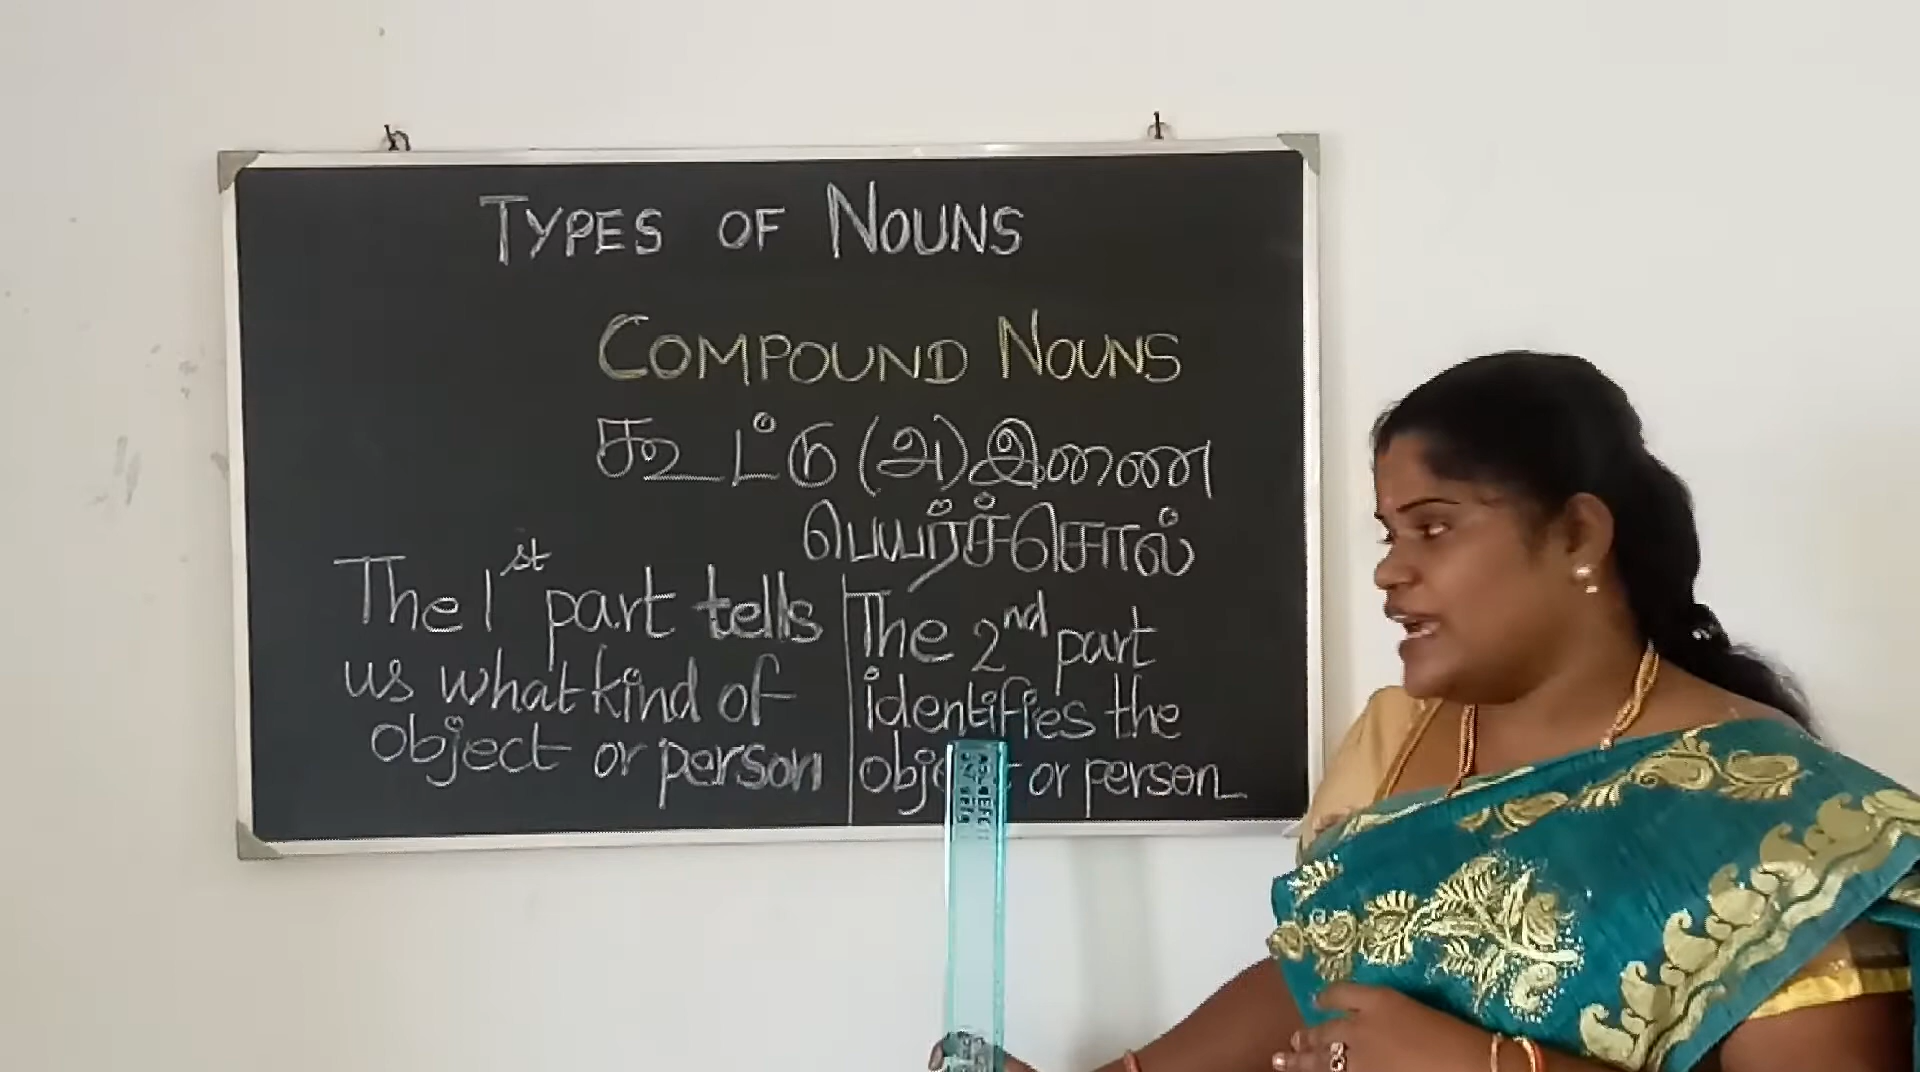 TYPES OF NOUNS
COMPOUND NOUNS
கூட்டு (அ) இணை
பெயர்ச்சொல்
The 1st part tells
us what kind of
object or person
The 2nd part
identifies the
object or person